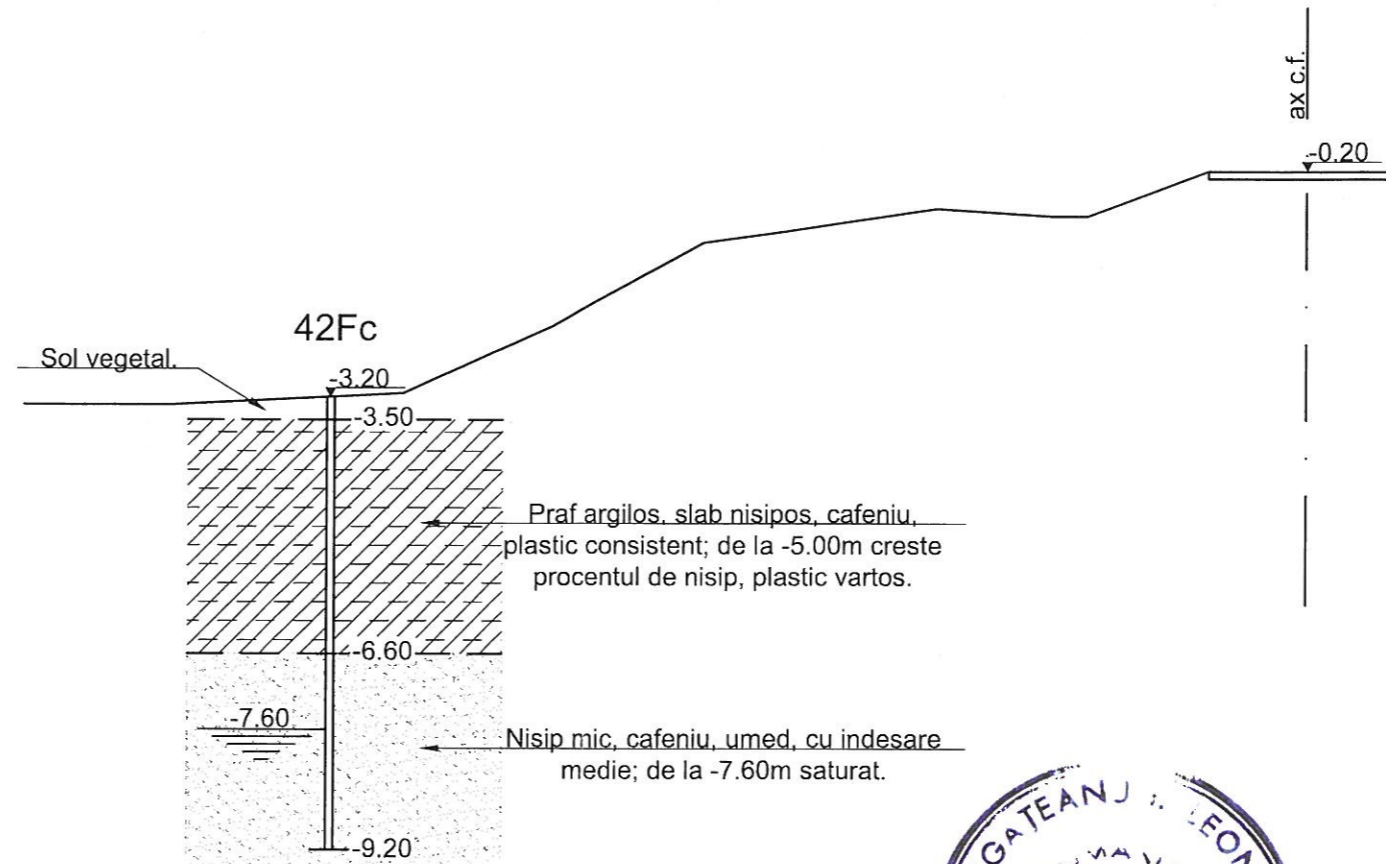 ax c.f.
-0.20
42Fc
Sol vegetal.
-3.20
-3.50
Praf argilos, slab nisipos, cafeniu,
plastic consistent; de la -5.00m creste
procentul de nisip, plastic vartos.
-6.60
-7.60
Nisip mic, cafeniu, umed, cu indesare
medie; de la -7.60m saturat.
-9.20